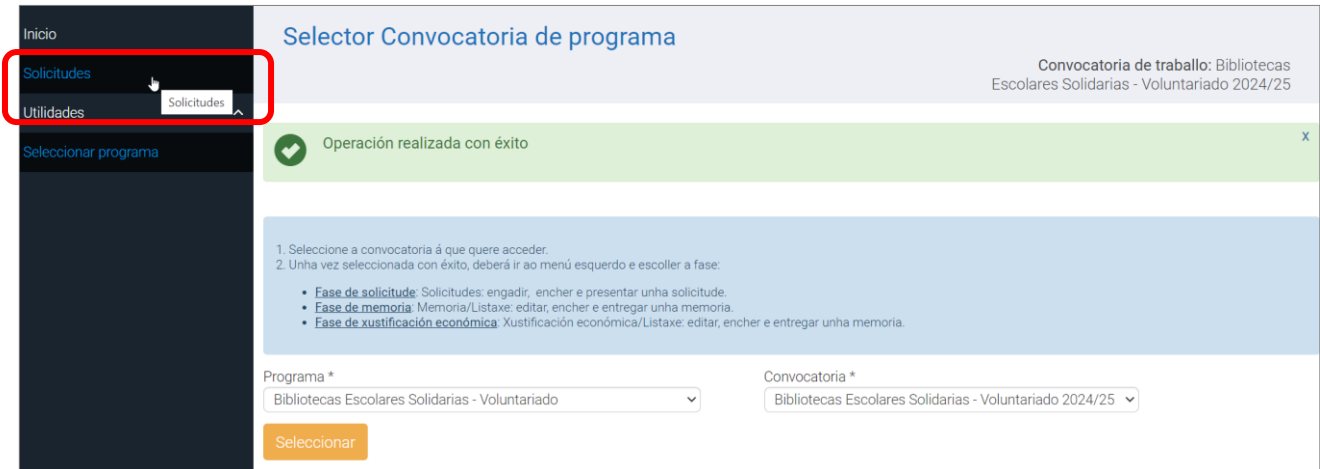 Inicio
Solicitudes
Solicitudes
Utilidades
Seleccionar programa
Selector Convocatoria de programa
Convocatoria de traballo: Bibliotecas
Escolares Solidarias - Voluntariado 2024/25
Operación realizada con éxito
x
1. Seleccione a convocatoria á que quere acceder.
2. Unha vez seleccionada con éxito, deberá ir ao menú esquerdo e escoller a fase:
• Fase de solicitude: Solicitudes: engadir, encher e presentar unha solicitude.
• Fase de memoria: Memoria/Listaxe: editar, encher e entregar unha memoria.
• Fase de xustificación económica: Xustificación económica/Listaxe: editar, encher e entregar unha memoria.
Programa *
Bibliotecas Escolares Solidarias - Voluntariado
Convocatoria *
Bibliotecas Escolares Solidarias - Voluntariado 2024/25
Seleccionar